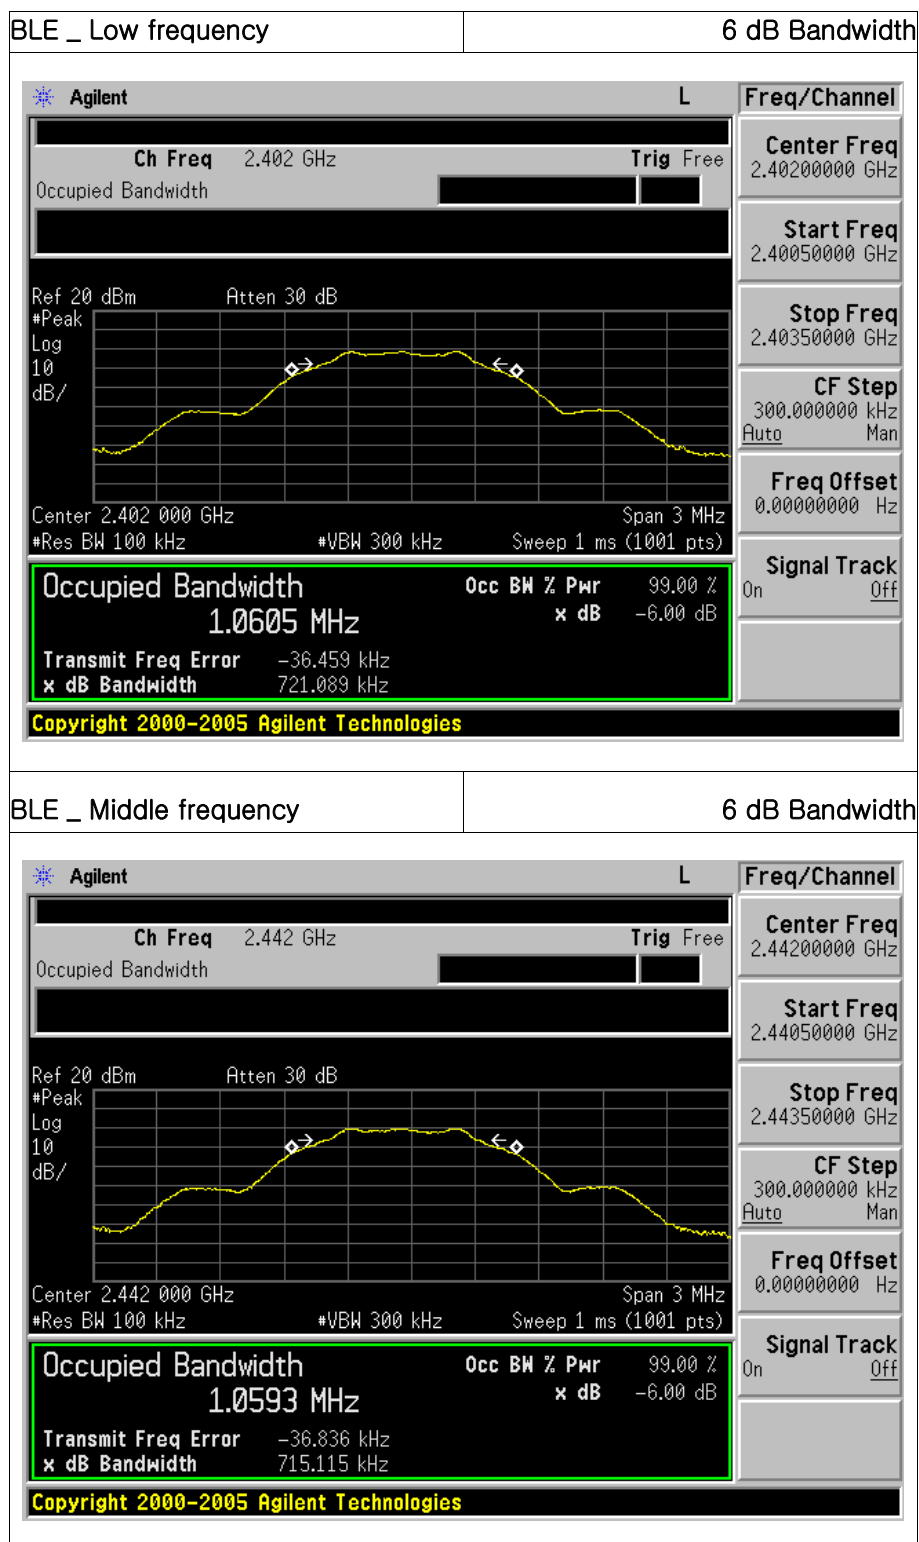 BLE _ Low frequency 6 dB Bandwidth
Agilent L Freq/Channel
Ch Freq 2.402 GHz Trig Free
Occupied Bandwidth
Center Freq
2.40200000 GHz
Start Freq
2.40050000 GHz
Stop Freq
2.40350000 GHz
CF Step
300.000000 kHz
Auto Man
Freq Offset
0.00000000 Hz
Signal Track
On Off
Ref 20 dBm Atten 30 dB
#Peak
Log
10
dB/
Center 2.402 000 GHz Span 3 MHz
#Res BW 100 kHz #VBW 300 kHz Sweep 1 ms (1001 pts)
Occupied Bandwidth Occ BW % Pwr 99.00 %
1.0605 MHz x dB -6.00 dB
Transmit Freq Error -36.459 kHz
x dB Bandwidth 721.089 kHz
Copyright 2000-2005 Agilent Technologies
BLE _ Middle frequency 6 dB Bandwidth
Agilent L Freq/Channel
Ch Freq 2.442 GHz Trig Free
Occupied Bandwidth
Center Freq
2.44200000 GHz
Start Freq
2.44050000 GHz
Stop Freq
2.44350000 GHz
CF Step
300.000000 kHz
Auto Man
Freq Offset
0.00000000 Hz
Signal Track
On Off
Ref 20 dBm Atten 30 dB
#Peak
Log
10
dB/
Center 2.442 000 GHz Span 3 MHz
#Res BW 100 kHz #VBW 300 kHz Sweep 1 ms (1001 pts)
Occupied Bandwidth Occ BW % Pwr 99.00 %
1.0593 MHz x dB -6.00 dB
Transmit Freq Error -36.836 kHz
x dB Bandwidth 715.115 kHz
Copyright 2000-2005 Agilent Technologies